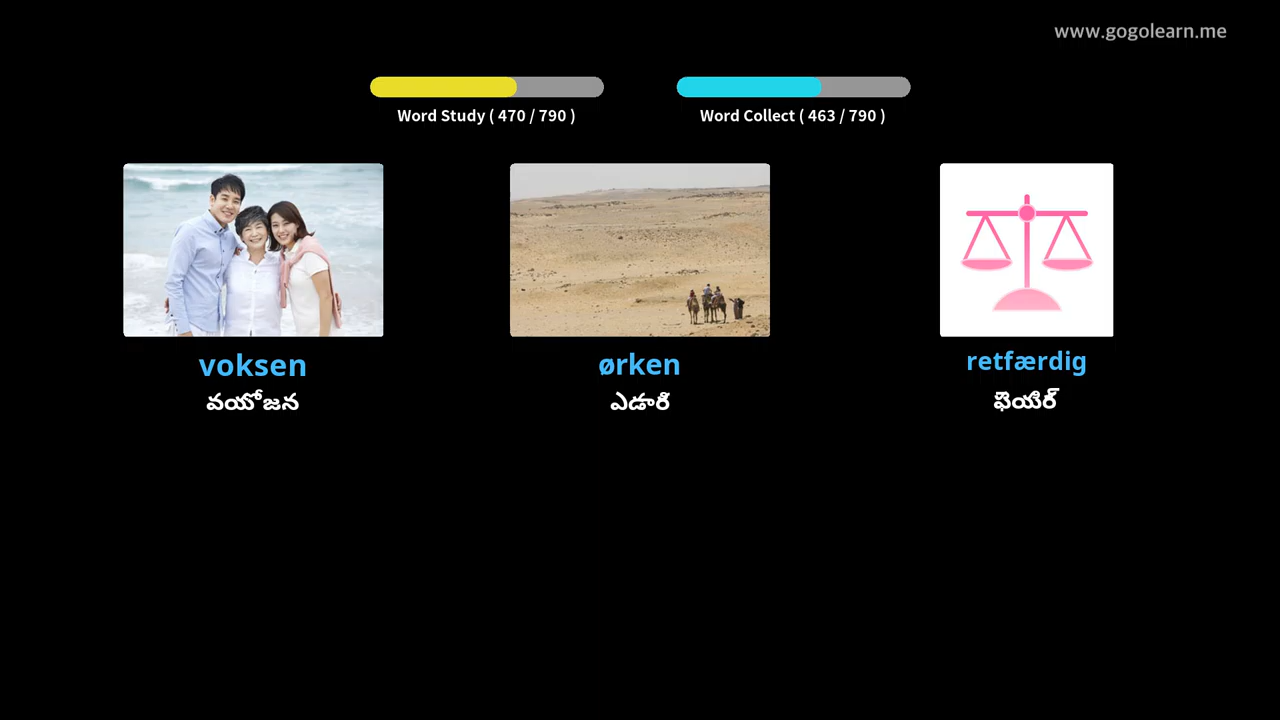 www.gogolearn.me
Word Study ( 470 / 790 )
Word Collect ( 463 / 790 )
voksen
ørken
retfærdig
వయోజన
ఎడారి
ఫెయిర్